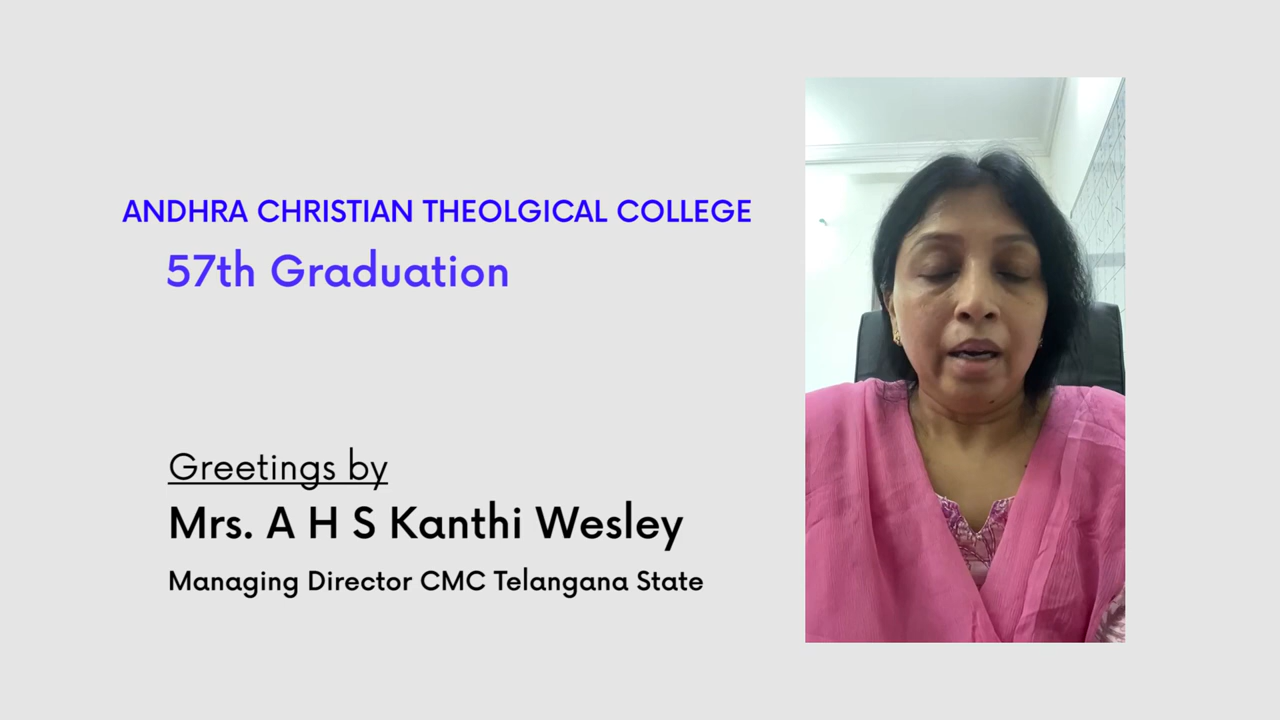 ANDHRA CHRISTIAN THEOLGICAL COLLEGE
57th Graduation
Greetings by
Mrs. A H S Kanthi Wesley
Managing Director CMC Telangana State